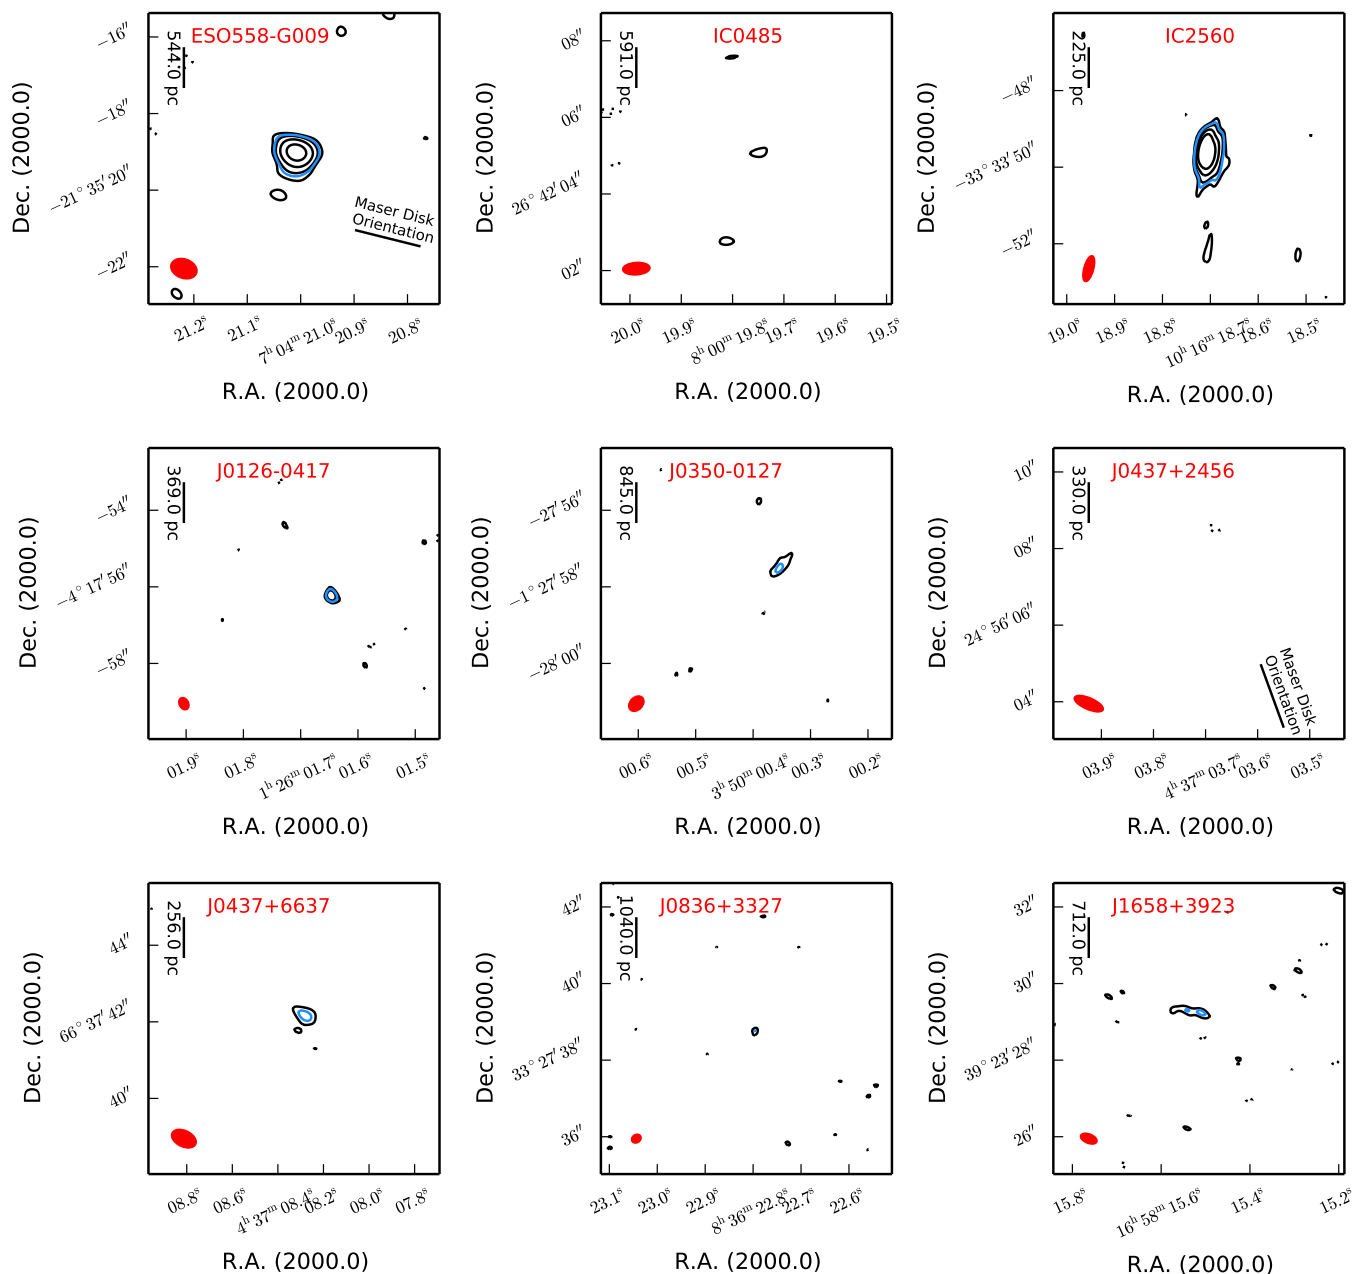 ESO558-G009
544.0 pc
−16″
−18″
−21° 35′ 20″
−22″
Dec. (2000.0)
Maser Disk
Orientation
21.2ˢ
21.1ˢ
7ʰ 04ᵐ 21.0ˢ
20.9ˢ
20.8ˢ
R.A. (2000.0)
IC0485
591.0 pc
08″
06″
26° 42′ 04″
02″
Dec. (2000.0)
20.0ˢ
19.9ˢ
8ʰ 00ᵐ 19.8ˢ
19.7ˢ
19.6ˢ
19.5ˢ
R.A. (2000.0)
IC2560
225.0 pc
−48″
−33° 33′ 50″
−52″
Dec. (2000.0)
19.0ˢ
18.9ˢ
18.8ˢ
10ʰ 16ᵐ 18.7ˢ
18.6ˢ
18.5ˢ
R.A. (2000.0)
J0126-0417
369.0 pc
−54″
−4° 17′ 56″
−58″
Dec. (2000.0)
01.9ˢ
01.8ˢ
1ʰ 26ᵐ 01.7ˢ
01.6ˢ
01.5ˢ
R.A. (2000.0)
J0350-0127
845.0 pc
−27′ 56″
−1° 27′ 58″
−28′ 00″
Dec. (2000.0)
00.6ˢ
00.5ˢ
3ʰ 50ᵐ 00.4ˢ
00.3ˢ
00.2ˢ
R.A. (2000.0)
J0437+2456
330.0 pc
10″
08″
24° 56′ 06″
04″
Dec. (2000.0)
Maser Disk
Orientation
03.9ˢ
03.8ˢ
4ʰ 37ᵐ 03.7ˢ
03.6ˢ
03.5ˢ
R.A. (2000.0)
J0437+6637
256.0 pc
44″
66° 37′ 42″
40″
Dec. (2000.0)
08.8ˢ
08.6ˢ
4ʰ 37ᵐ 08.4ˢ
08.2ˢ
08.0ˢ
07.8ˢ
R.A. (2000.0)
J0836+3327
1040.0 pc
42″
40″
33° 27′ 38″
36″
Dec. (2000.0)
23.1ˢ
23.0ˢ
22.9ˢ
8ʰ 36ᵐ 22.8ˢ
22.7ˢ
22.6ˢ
R.A. (2000.0)
J1658+3923
712.0 pc
32″
30″
39° 23′ 28″
26″
Dec. (2000.0)
15.8ˢ
16ʰ 58ᵐ 15.6ˢ
15.4ˢ
15.2ˢ
R.A. (2000.0)